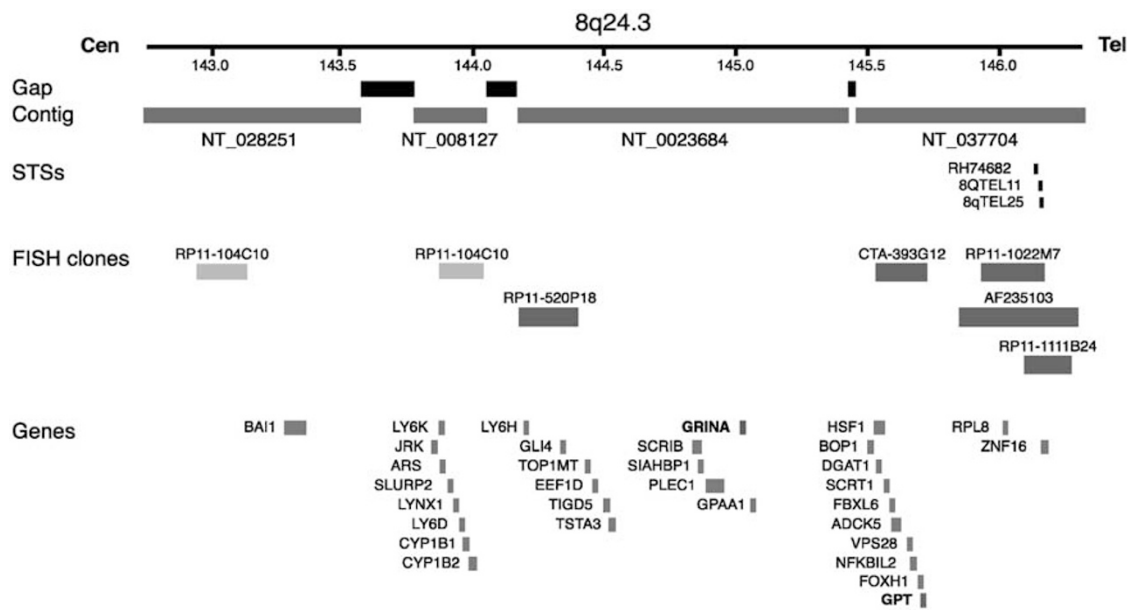 8q24.3
Cen Tel
143.0 143.5 144.0 144.5 145.0 145.5 146.0
Gap
Contig
NT_028251 NT_008127 NT_0023684 NT_037704
STSs
RH74682
8QTEL11
8qTEL25
FISH clones
RP11-104C10 RP11-104C10 CTA-393G12 RP11-1022M7
RP11-520P18 AF235103
RP11-1111B24
Genes
BAI1 LY6K LY6H GRINA HSF1 RPL8
JRK GLI4 SCRIB BOP1 ZNF16
ARS TOP1MT SIAHBP1 DGAT1
SLURP2 EEF1D PLEC1 SCRT1
LYNX1 TIGD5 GPAA1 FBXL6
LY6D TSTA3 ADCK5
CYP1B1 VPS28
CYP1B2 NFKBIL2
FOXH1
GPT